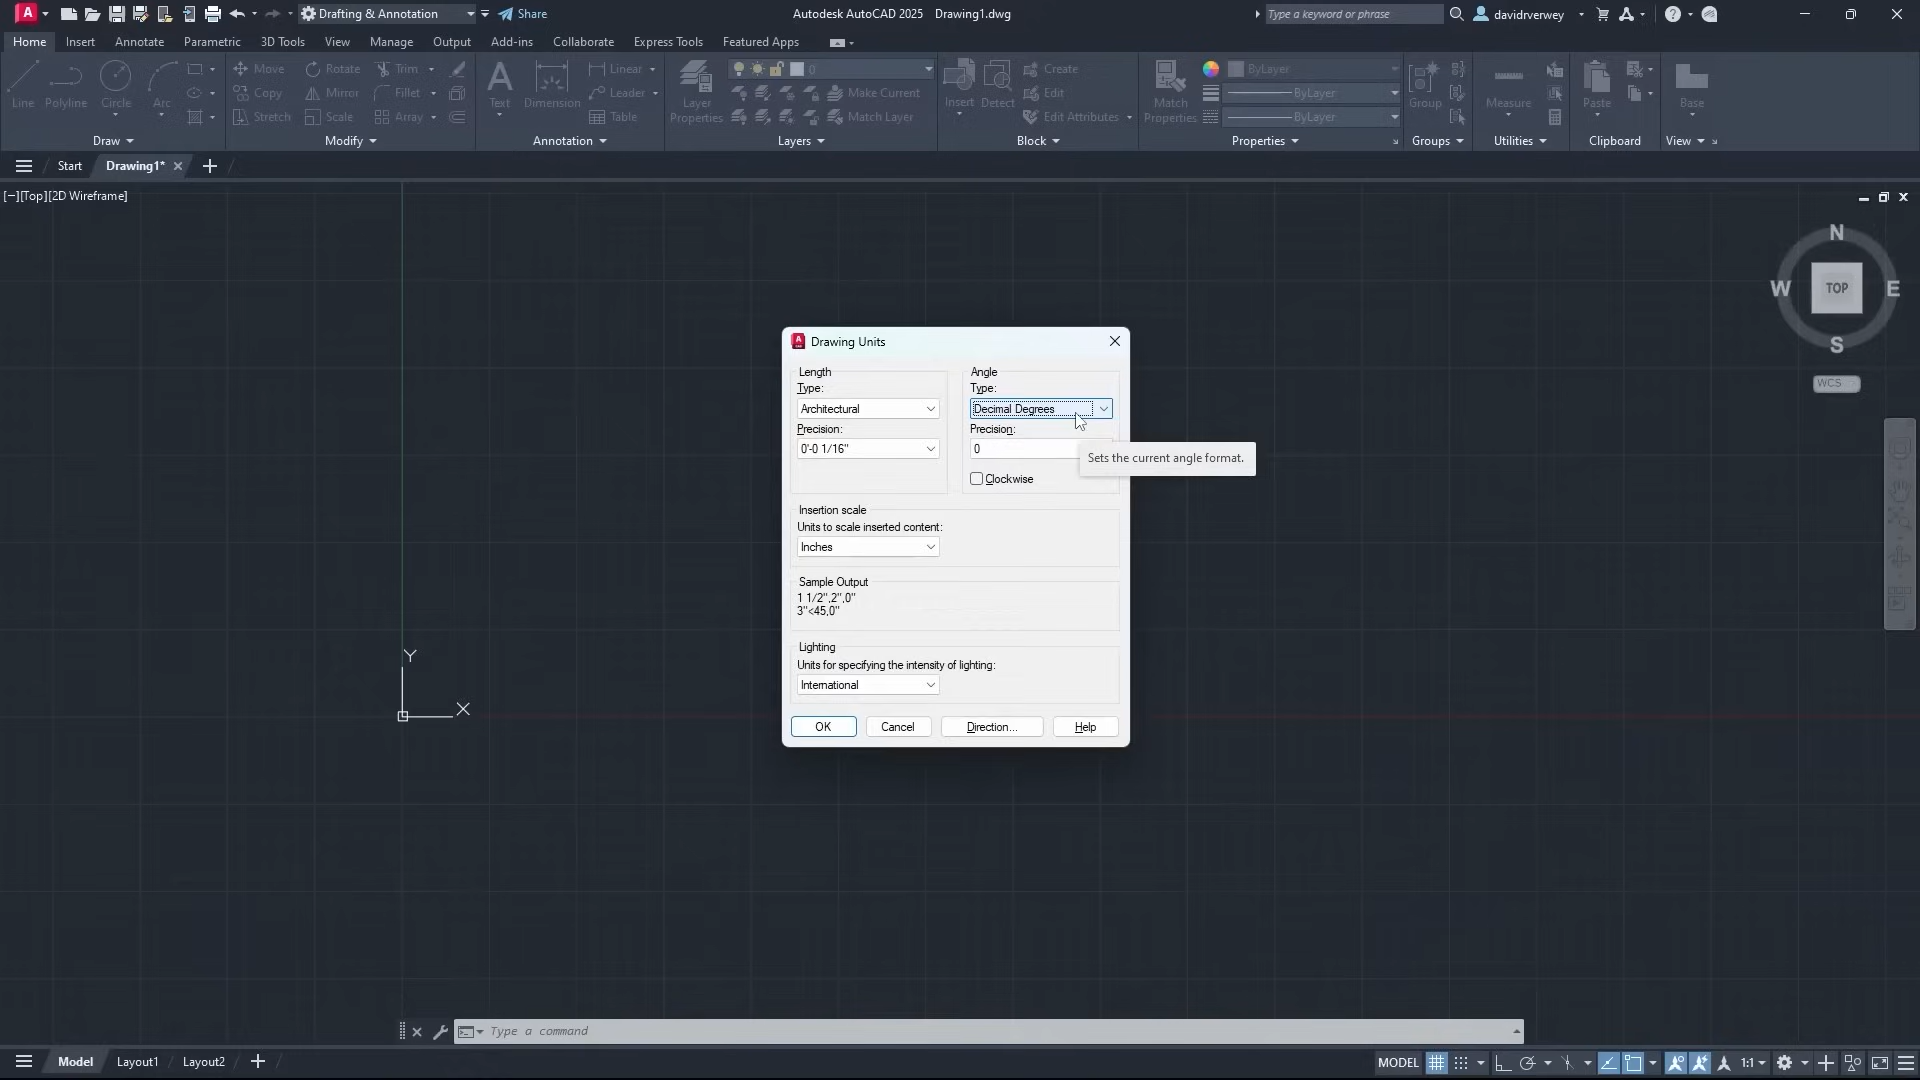 A
Drafting & Annotation
Share
Autodesk AutoCAD 2025 Drawing1.dwg
Type a keyword or phrase
davidrverwey
Home Insert Annotate Parametric 3D Tools View Manage Output Add-ins Collaborate Express Tools Featured Apps
Line Polyline Circle Arc
Move Rotate Trim
Copy Mirror Fillet
Stretch Scale Array
Text Dimension
Linear
Leader
Table
Layer Properties
0
Make Current
Match Layer
Insert Detect
Create
Edit
Edit Attributes
Match Properties
ByLayer
ByLayer
ByLayer
Group
Measure
Paste
Base
Draw Modify Annotation Layers Block Properties Groups Utilities Clipboard View
Start Drawing1*
[−][Top][2D Wireframe]
N
W TOP E
S
WCS
Drawing Units
Length
Type:
Architectural
Precision:
0'-0 1/16"
Angle
Type:
Decimal Degrees
Precision:
0
Sets the current angle format.
Clockwise
Insertion scale
Units to scale inserted content:
Inches
Sample Output
1 1/2",2",0"
3"<45,0"
Lighting
Units for specifying the intensity of lighting:
International
OK Cancel Direction... Help
Y
X
Type a command
Model Layout1 Layout2
MODEL 1:1